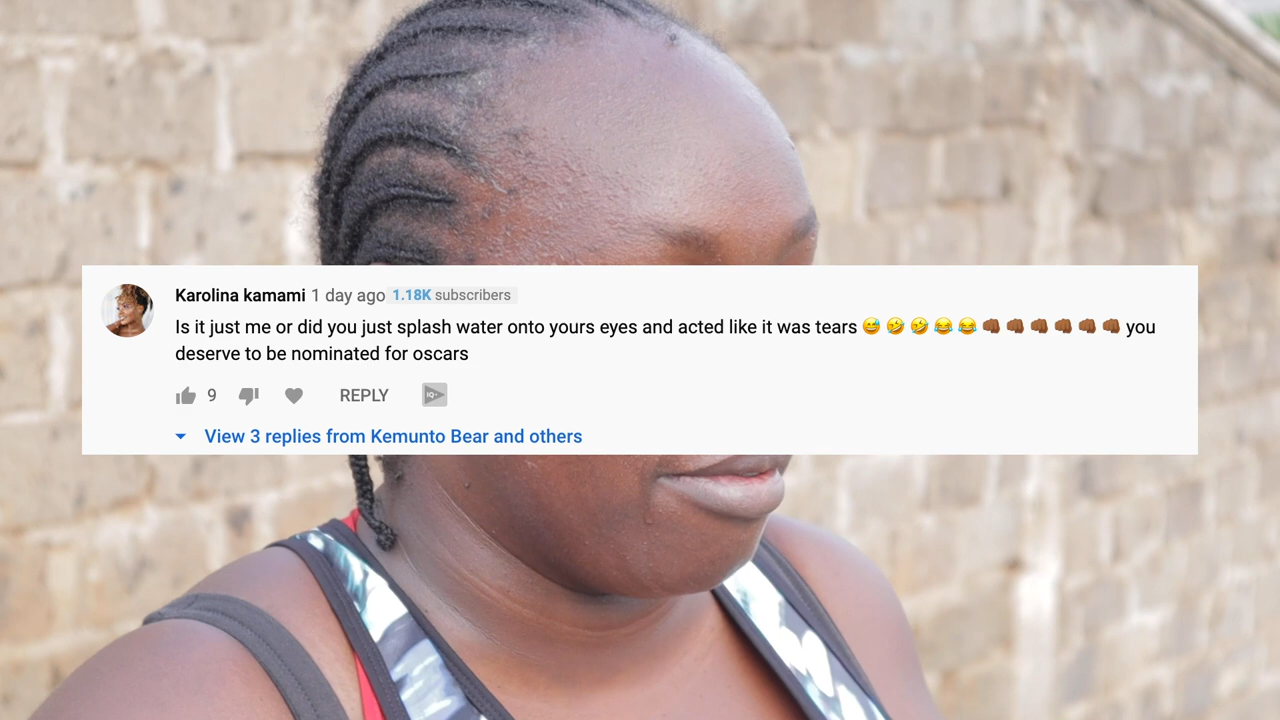 Karolina kamami 1 day ago 1.18K subscribers
Is it just me or did you just splash water onto yours eyes and acted like it was tears 😅🤣🤣😂😂👊🏾👊🏾👊🏾👊🏾👊🏾👊🏾 you
deserve to be nominated for oscars
9 REPLY IQ
View 3 replies from Kemunto Bear and others